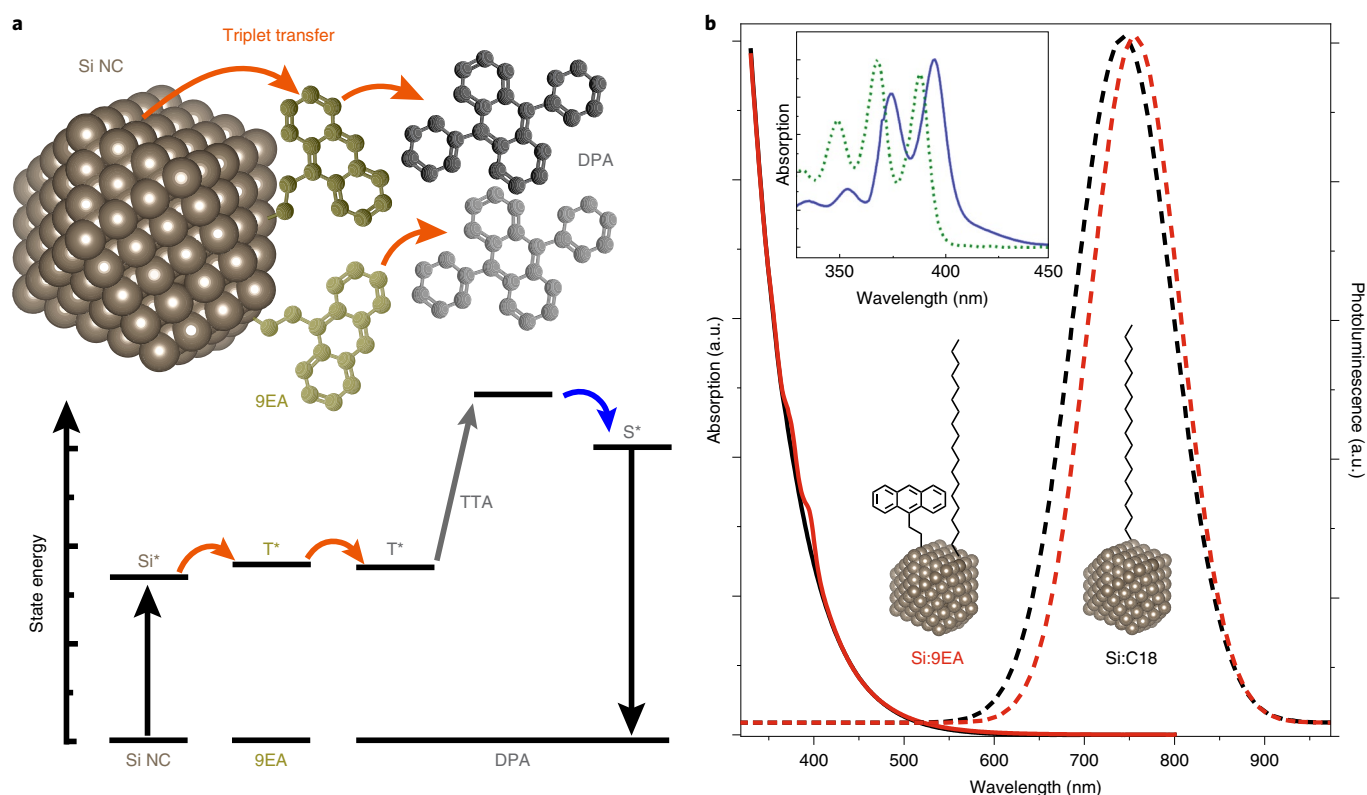 a
Triplet transfer
Si NC
DPA
9EA
State energy
Si*
T*
T*
TTA
S*
Si NC
9EA
DPA
b
Absorption (a.u.)
Photoluminescence (a.u.)
Absorption
350
400
450
Wavelength (nm)
Si:9EA
Si:C18
400
500
600
700
800
900
Wavelength (nm)